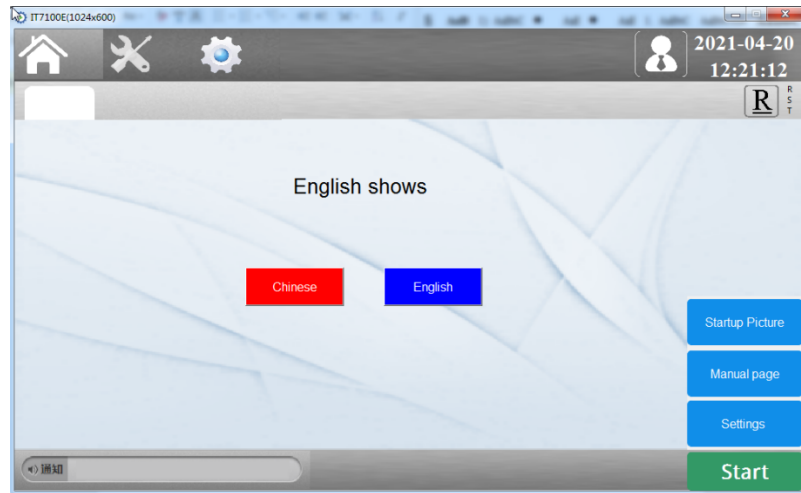 IT7100E(1024x600)
2021-04-20
12:21:12
R
R
S
T
English shows
Chinese
English
Startup Picture
Manual page
Settings
通知
Start